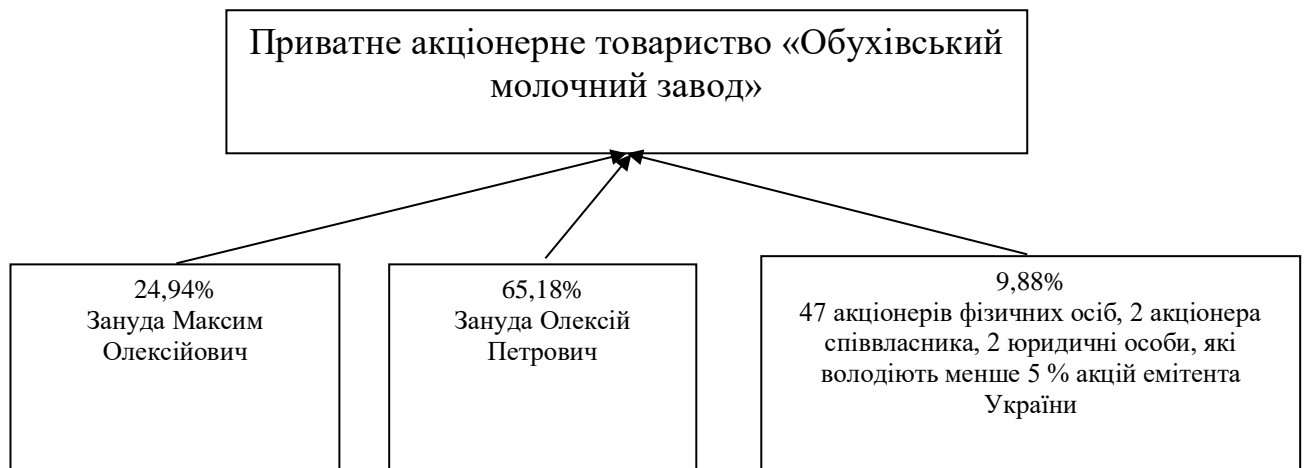 Приватне акціонерне товариство «Обухівський
молочний завод»
24,94%
Зануда Максим
Олексійович
65,18%
Зануда Олексій
Петрович
9,88%
47 акціонерів фізичних осіб, 2 акціонера
співвласника, 2 юридичні особи, які
володіють менше 5 % акцій емітента
України